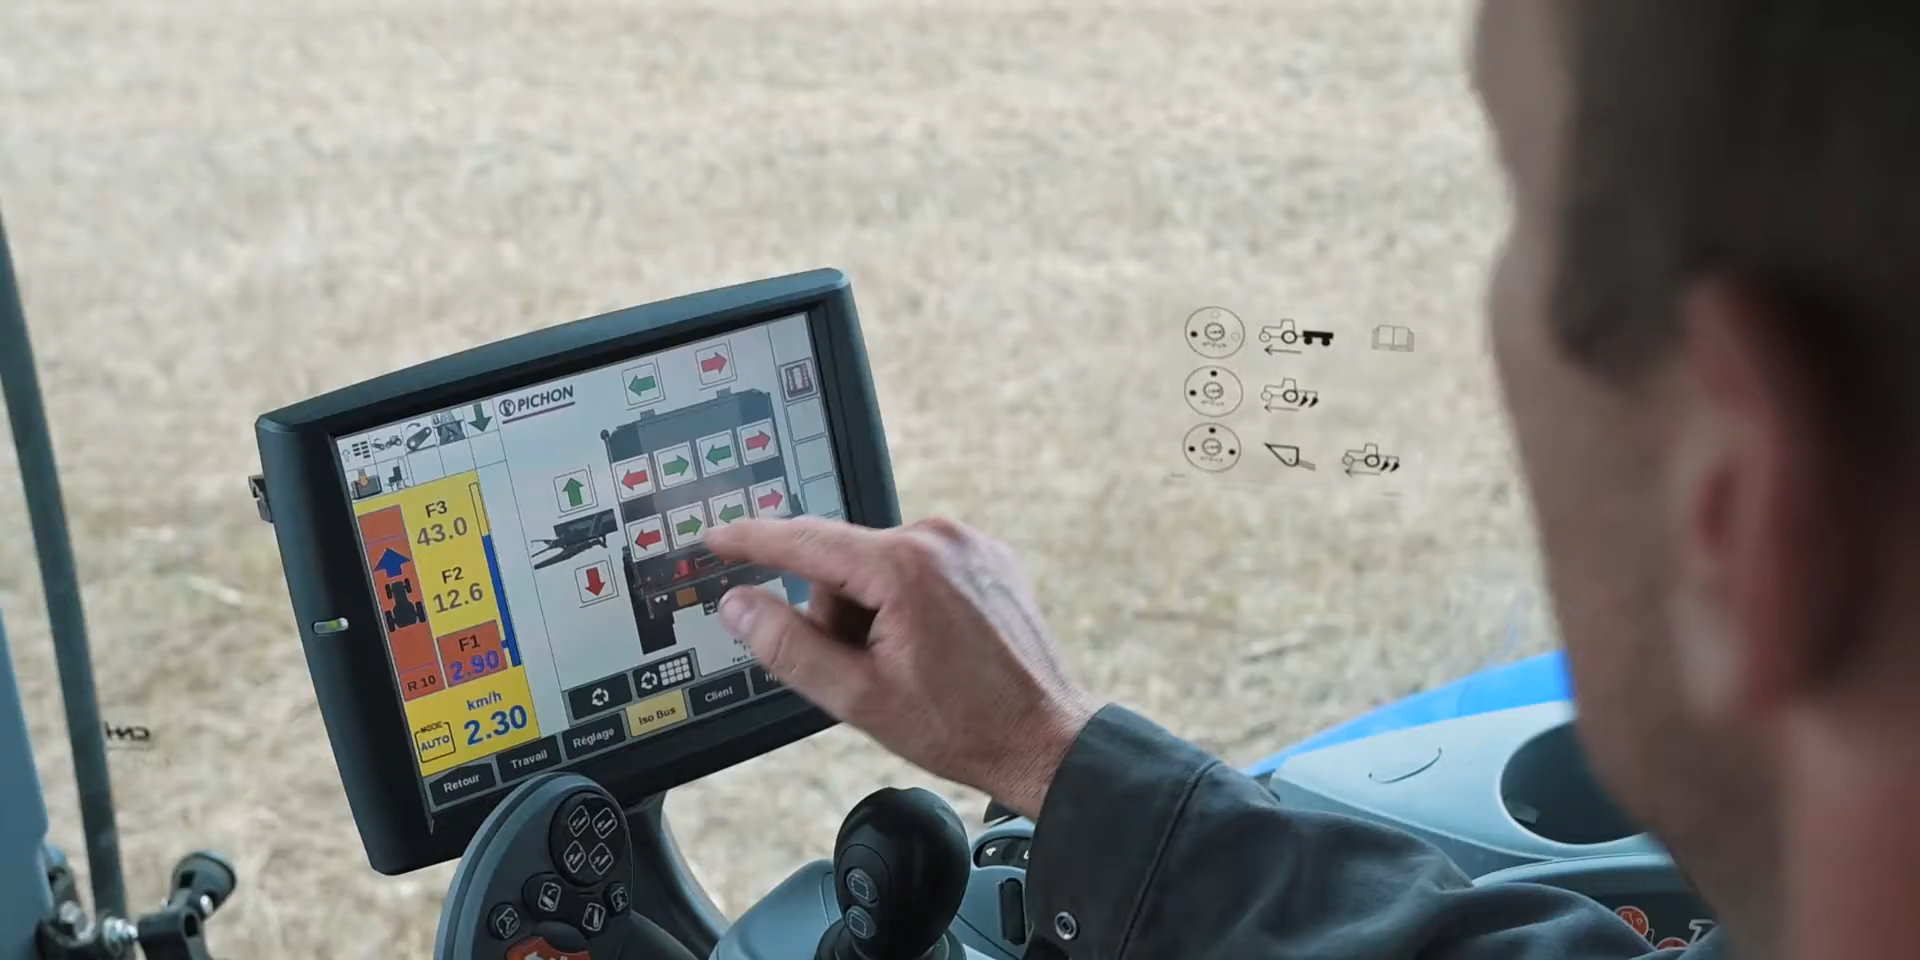 PICHON
F3
43.0
F2
12.6
F1
2.90
R 10
km/h
2.30
MODE
AUTO
Retour
Travail
Réglage
Iso Bus
Client